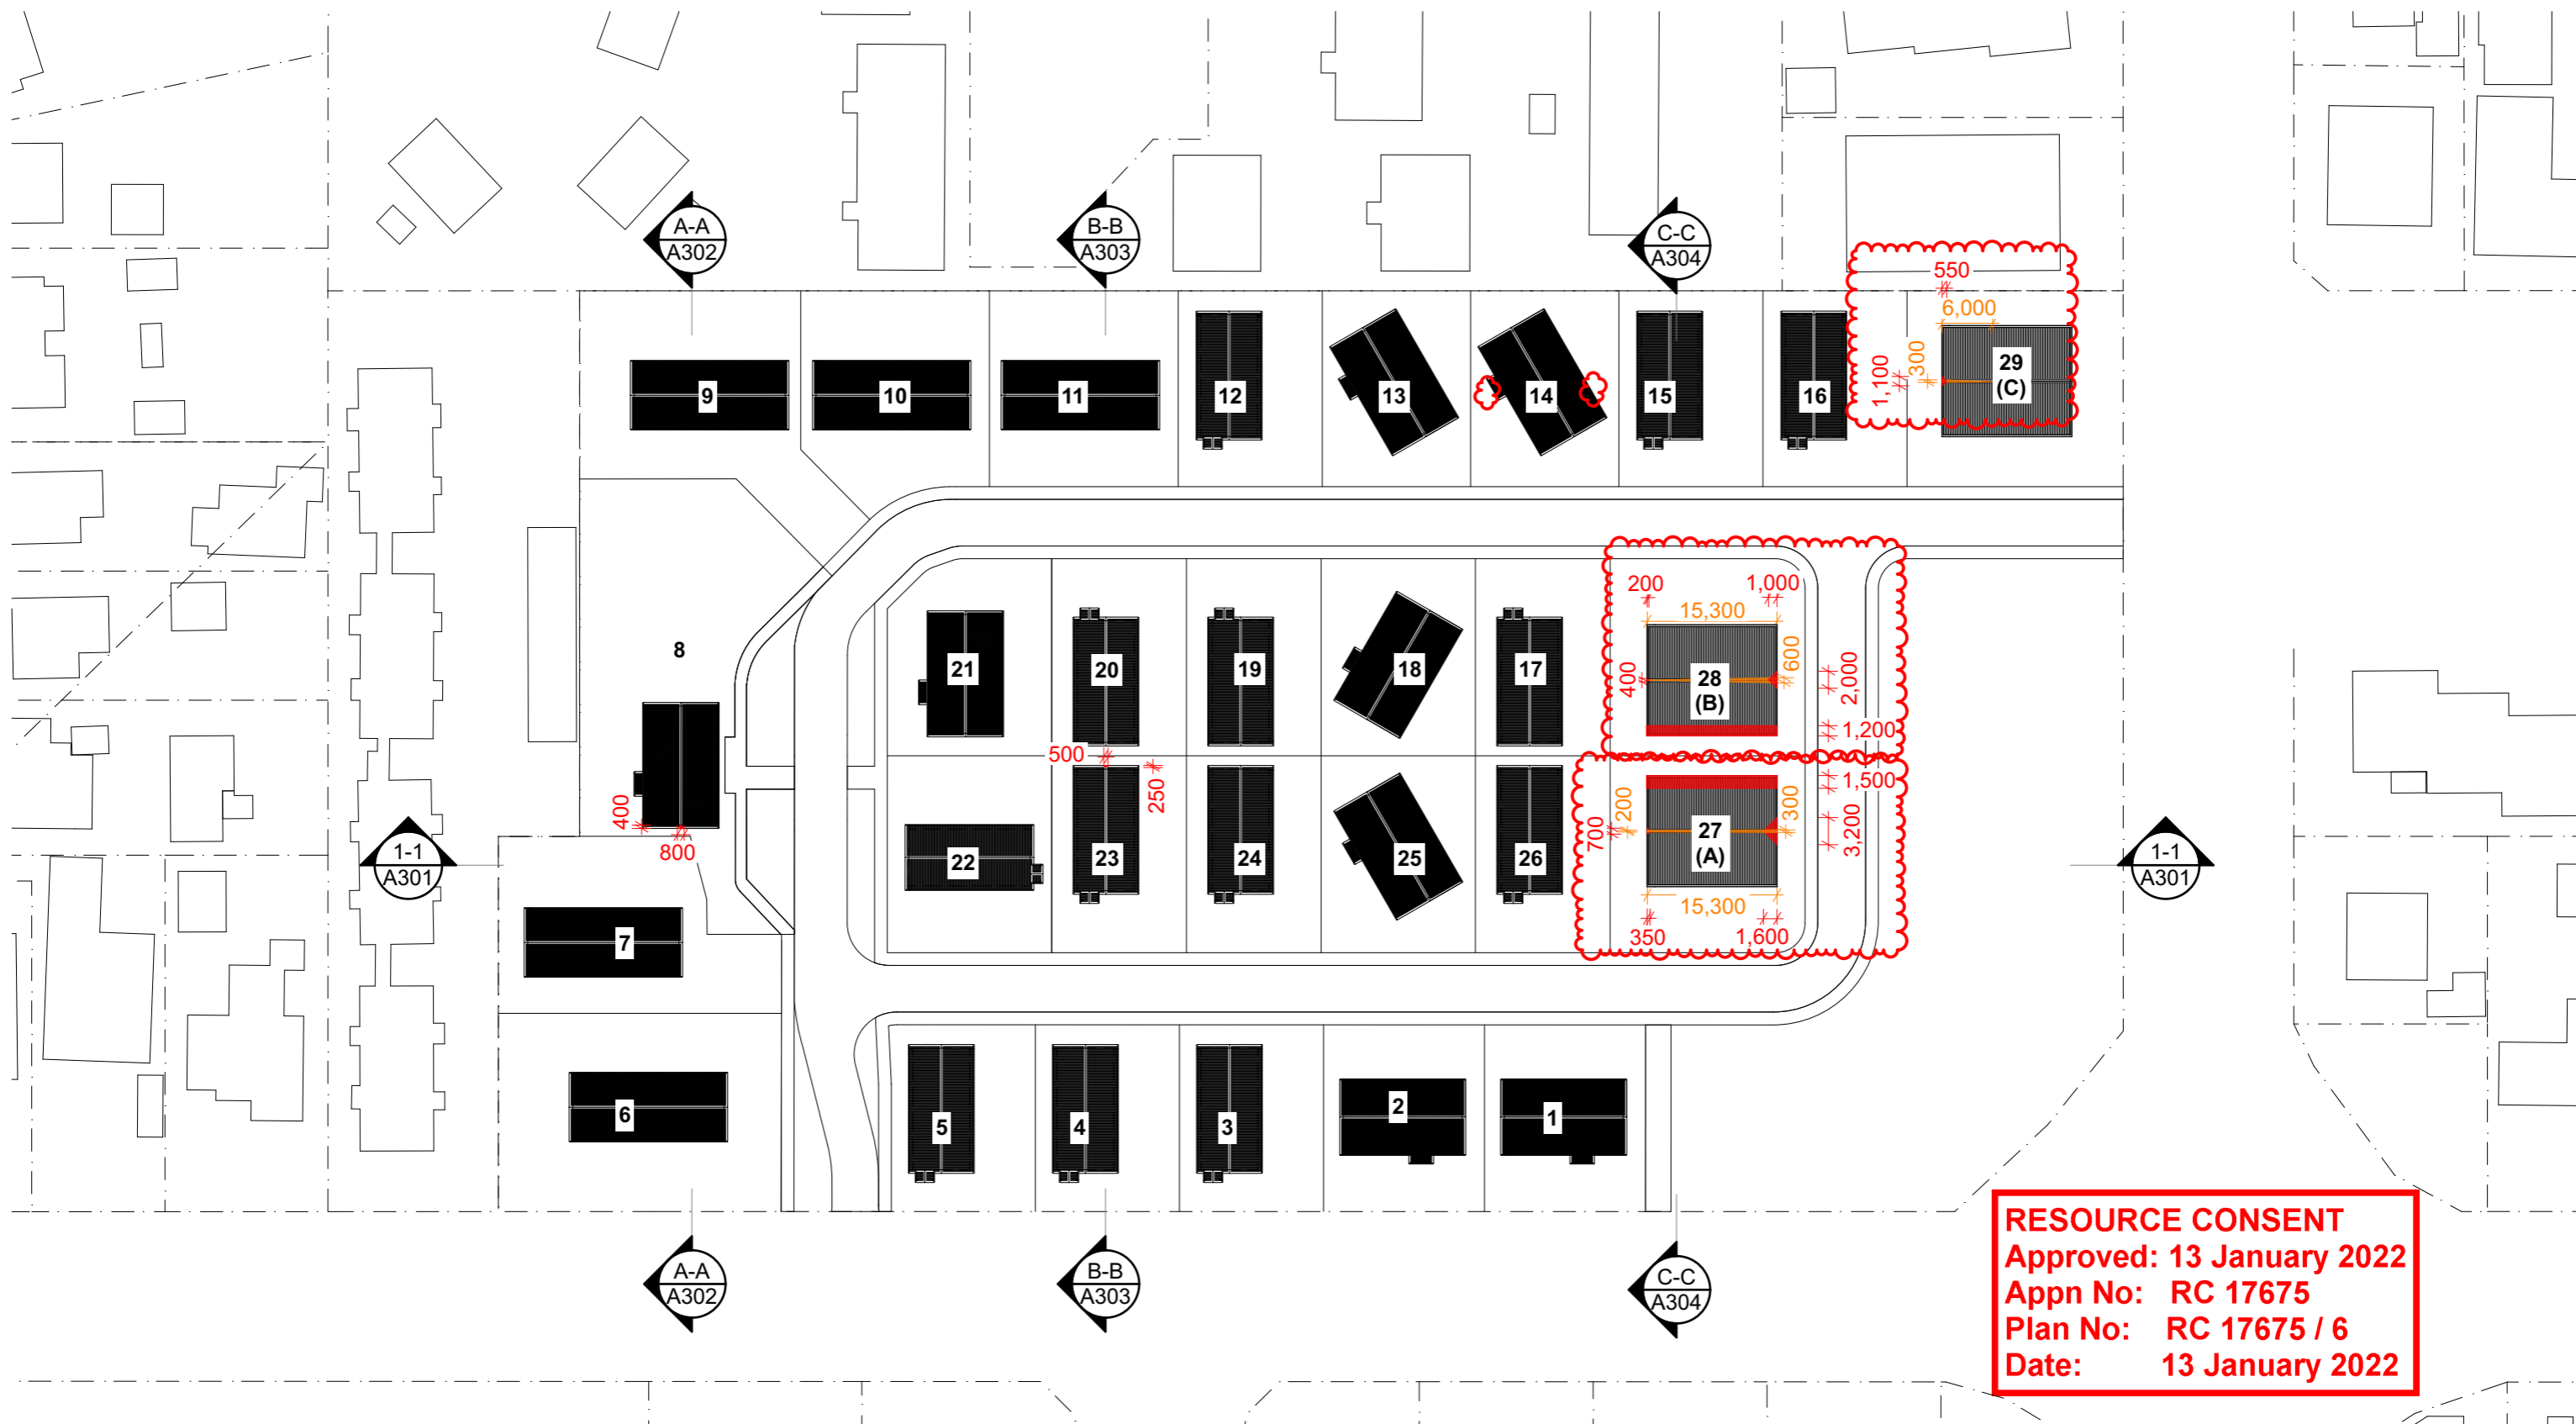 A-A
A302
B-B
A303
C-C
A304
550
6,000
300
1,100
29
(C)
9
10
11
12
13
14
15
16
200
1,000
15,300
600
400
2,000
28
(B)
1,200
8
21
20
19
18
17
500
250
1,500
200
300
700
3,200
27
(A)
15,300
350
1,600
400
800
22
23
24
25
26
1-1
A301
1-1
A301
7
6
5
4
3
2
1
A-A
A302
B-B
A303
C-C
A304
RESOURCE CONSENT
Approved: 13 January 2022
Appn No: RC 17675
Plan No: RC 17675 / 6
Date: 13 January 2022